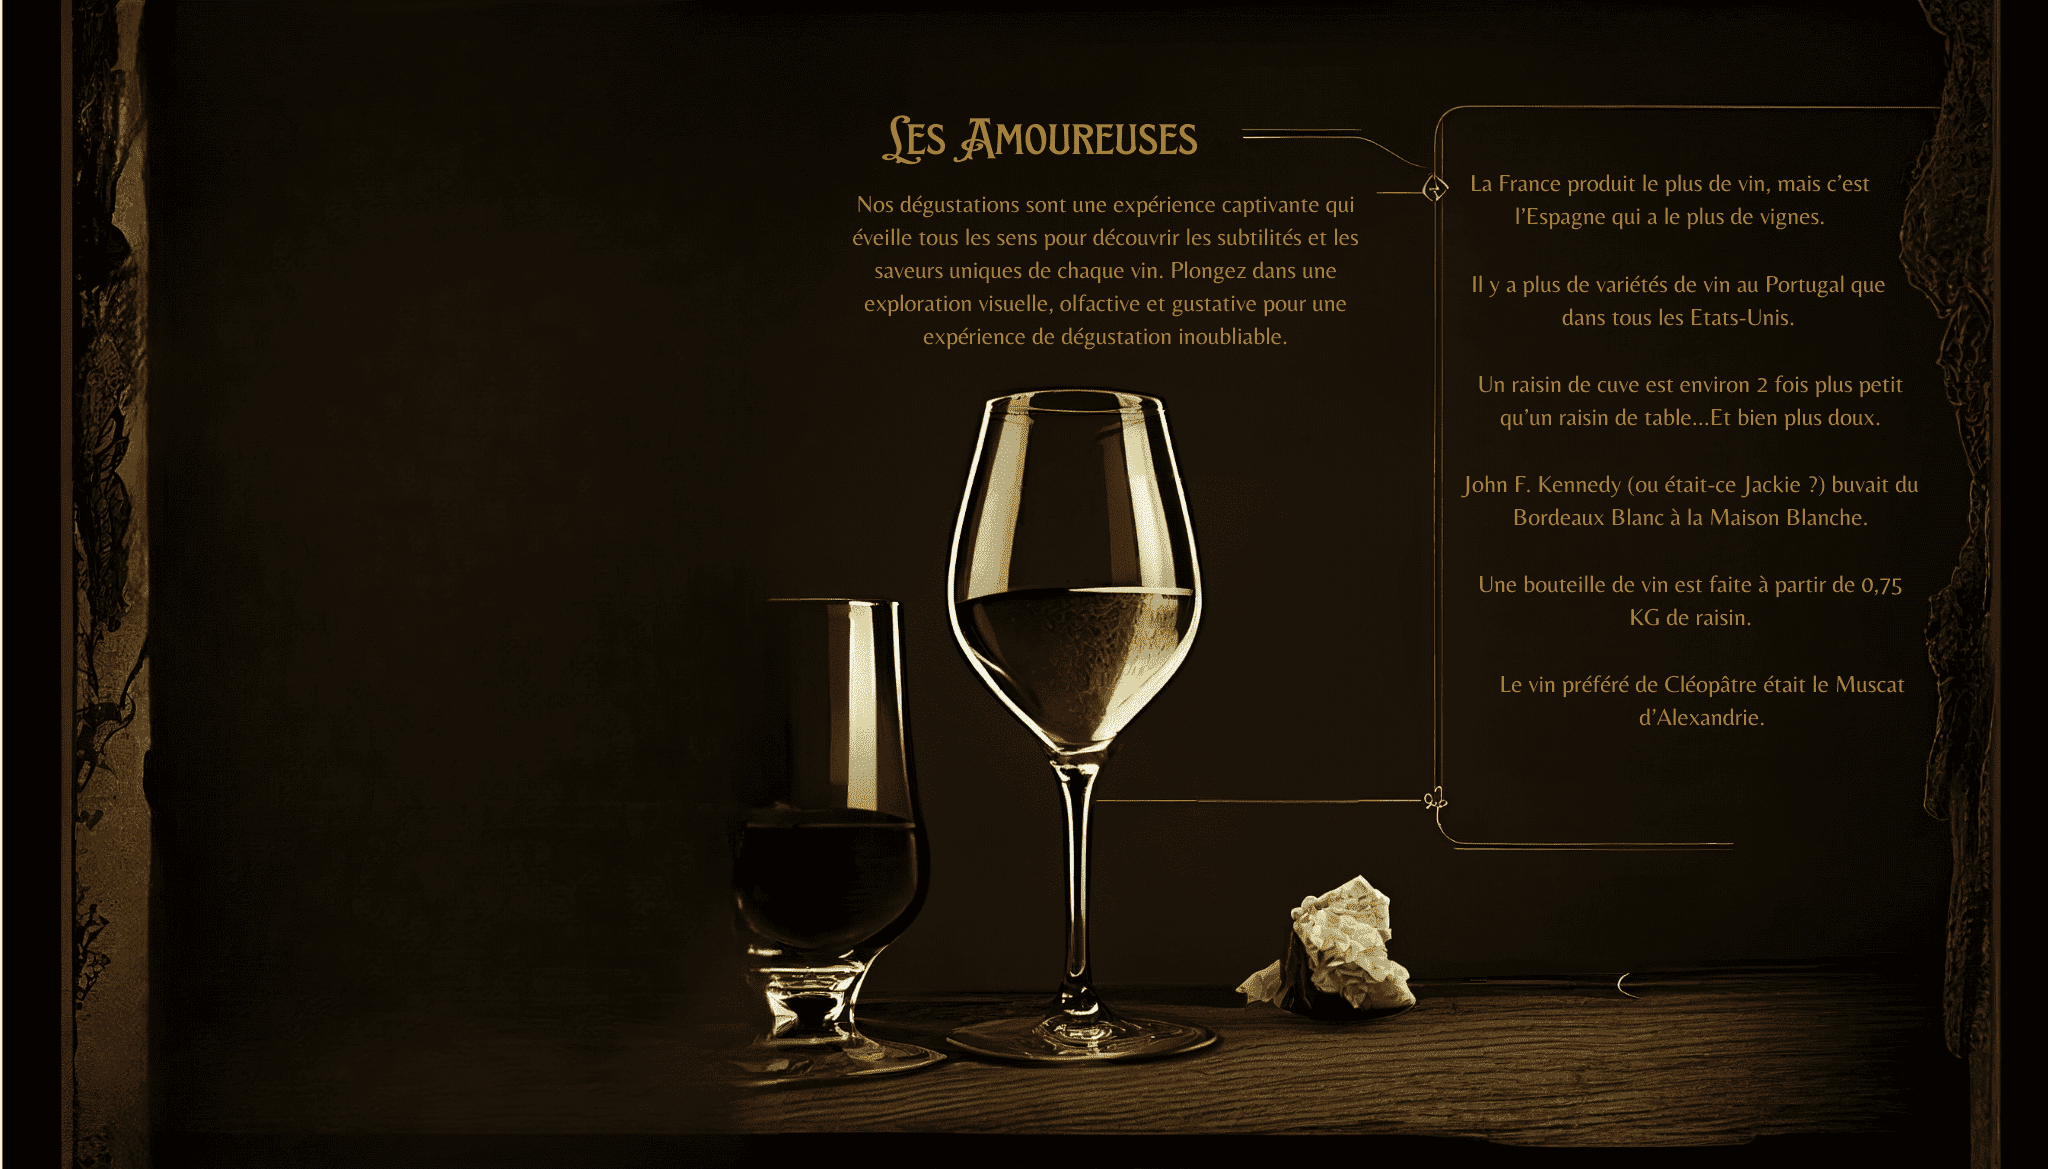 Les Amoureuses
Nos dégustations sont une expérience captivante qui
éveille tous les sens pour découvrir les subtilités et les
saveurs uniques de chaque vin. Plongez dans une
exploration visuelle, olfactive et gustative pour une
expérience de dégustation inoubliable.
La France produit le plus de vin, mais c’est
l’Espagne qui a le plus de vignes.
Il y a plus de variétés de vin au Portugal que
dans tous les Etats-Unis.
Un raisin de cuve est environ 2 fois plus petit
qu’un raisin de table...Et bien plus doux.
John F. Kennedy (ou était-ce Jackie ?) buvait du
Bordeaux Blanc à la Maison Blanche.
Une bouteille de vin est faite à partir de 0,75
KG de raisin.
Le vin préféré de Cléopâtre était le Muscat
d’Alexandrie.